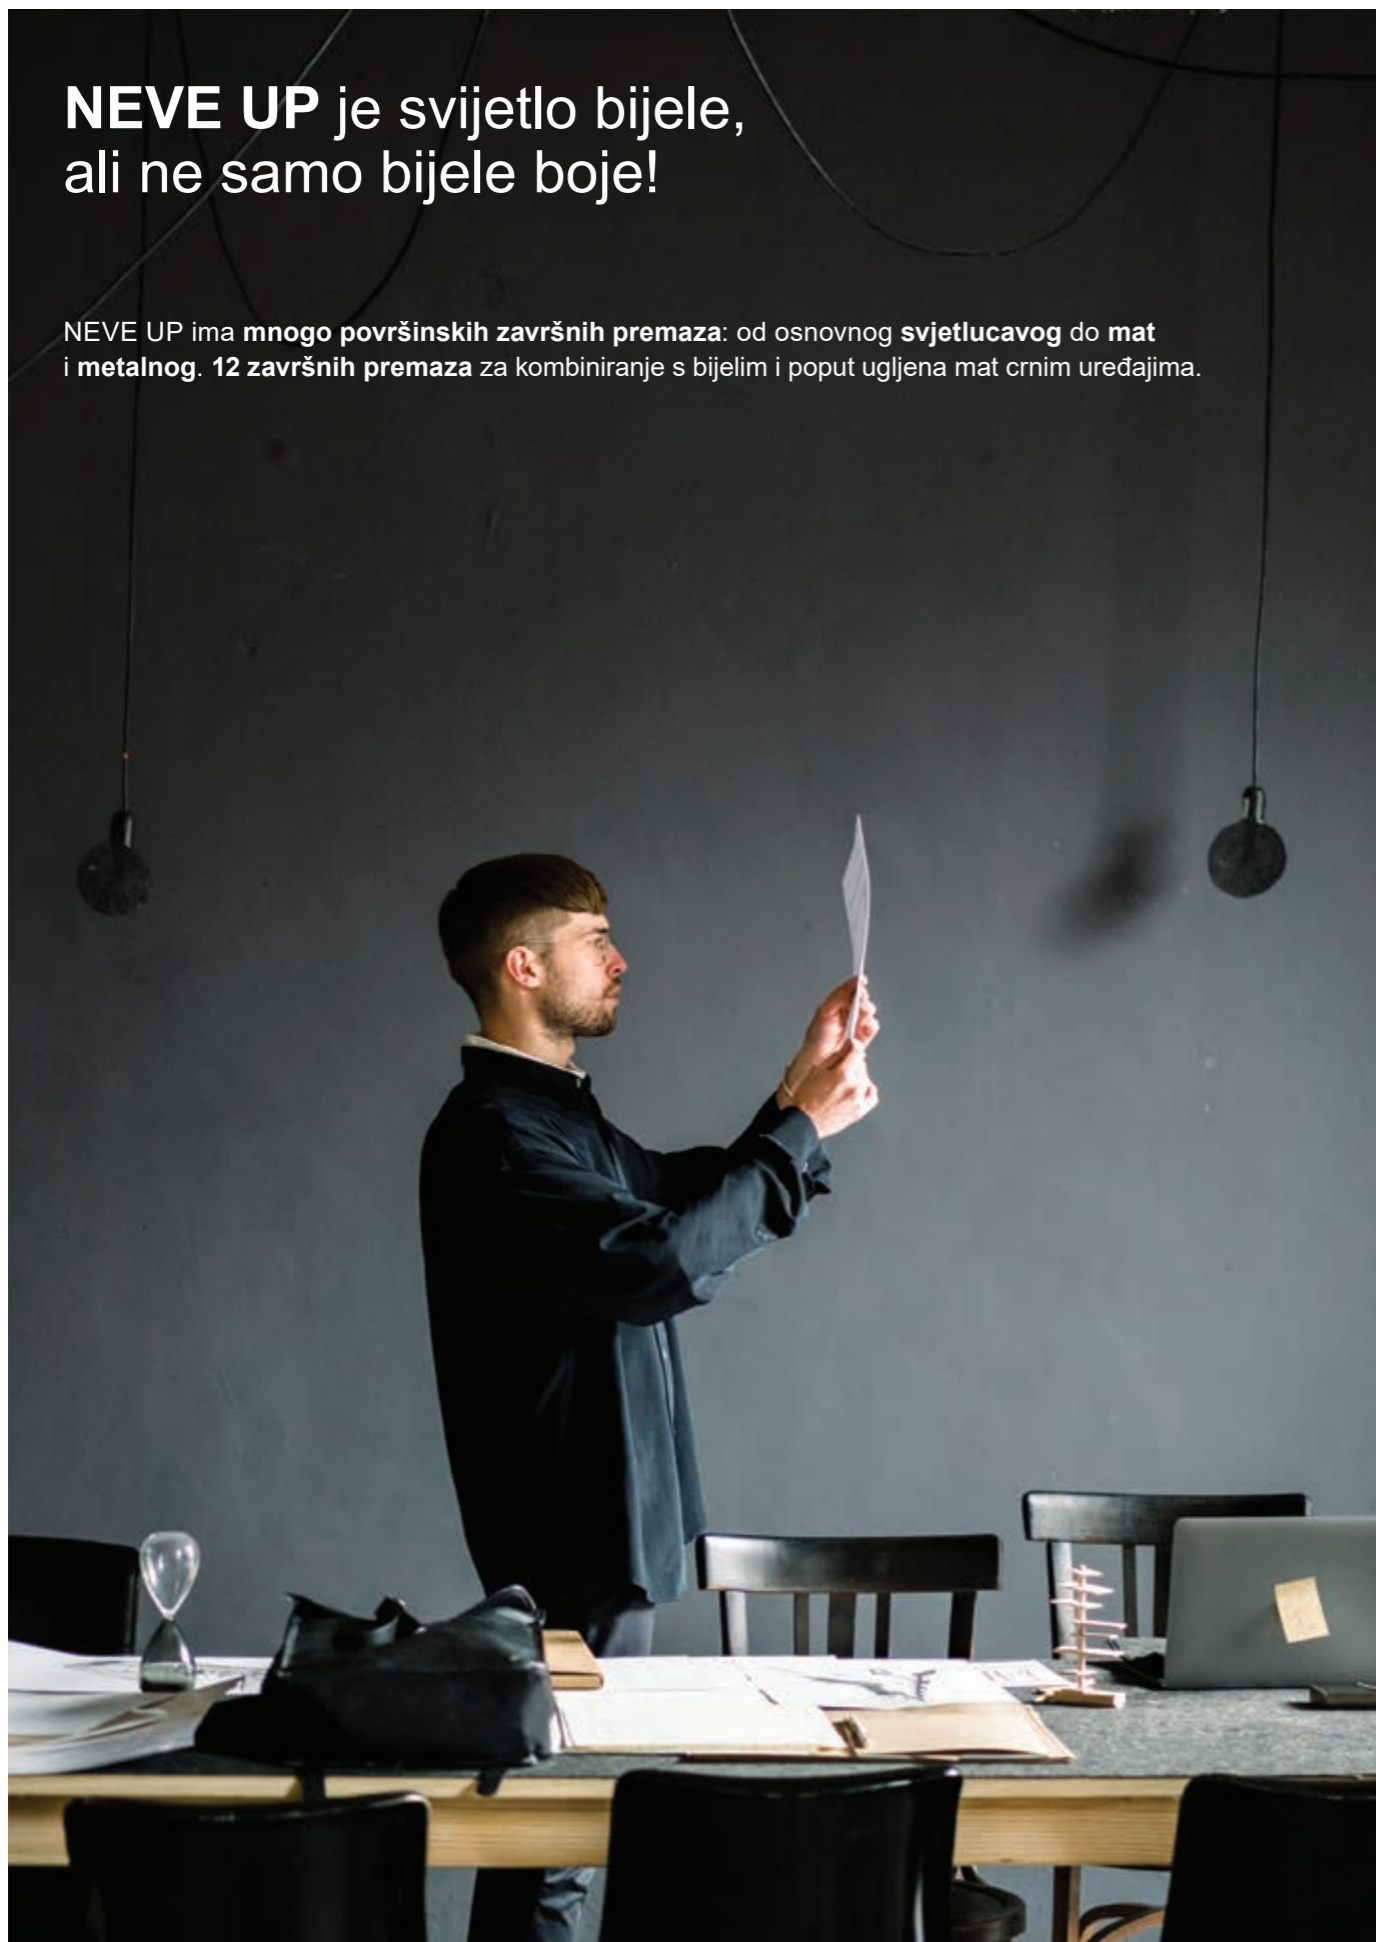 NEVE UP je svijetlo bijele,
ali ne samo bijele boje!
NEVE UP ima mnogo površinskih završnih premaza: od osnovnog svjetlucavog do mat
i metalnog. 12 završnih premaza za kombiniranje s bijelim i poput ugljena mat crnim uređajima.